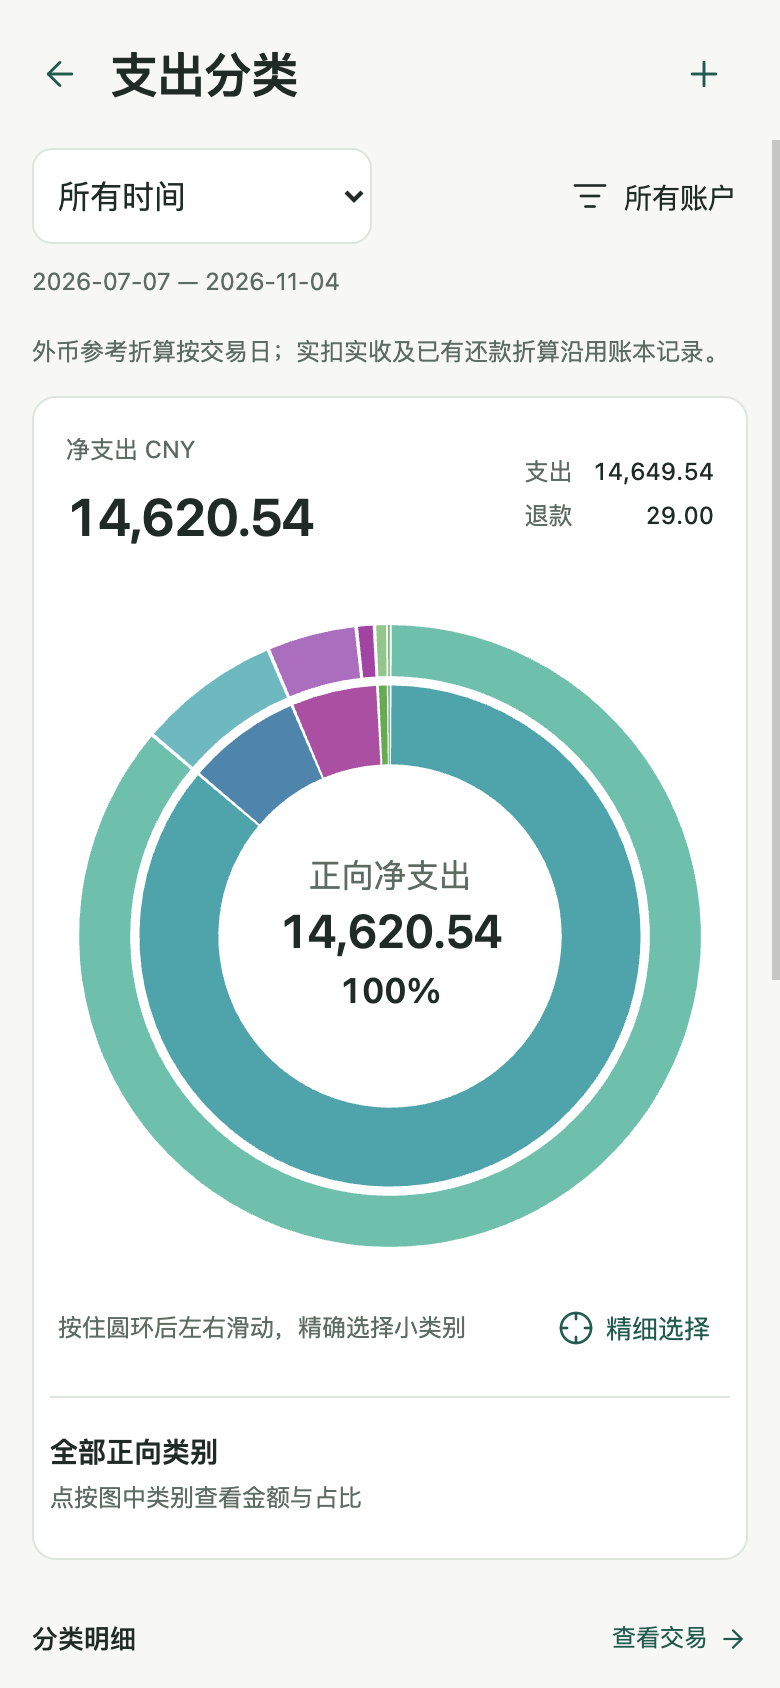 支出分类
所有时间
所有账户
2026-07-07 — 2026-11-04
外币参考折算按交易日；实扣实收及已有还款折算沿用账本记录。
净支出 CNY
14,620.54
支出 14,649.54
退款 29.00
正向净支出
14,620.54
100%
按住圆环后左右滑动，精确选择小类别
精细选择
全部正向类别
点按图中类别查看金额与占比
分类明细
查看交易